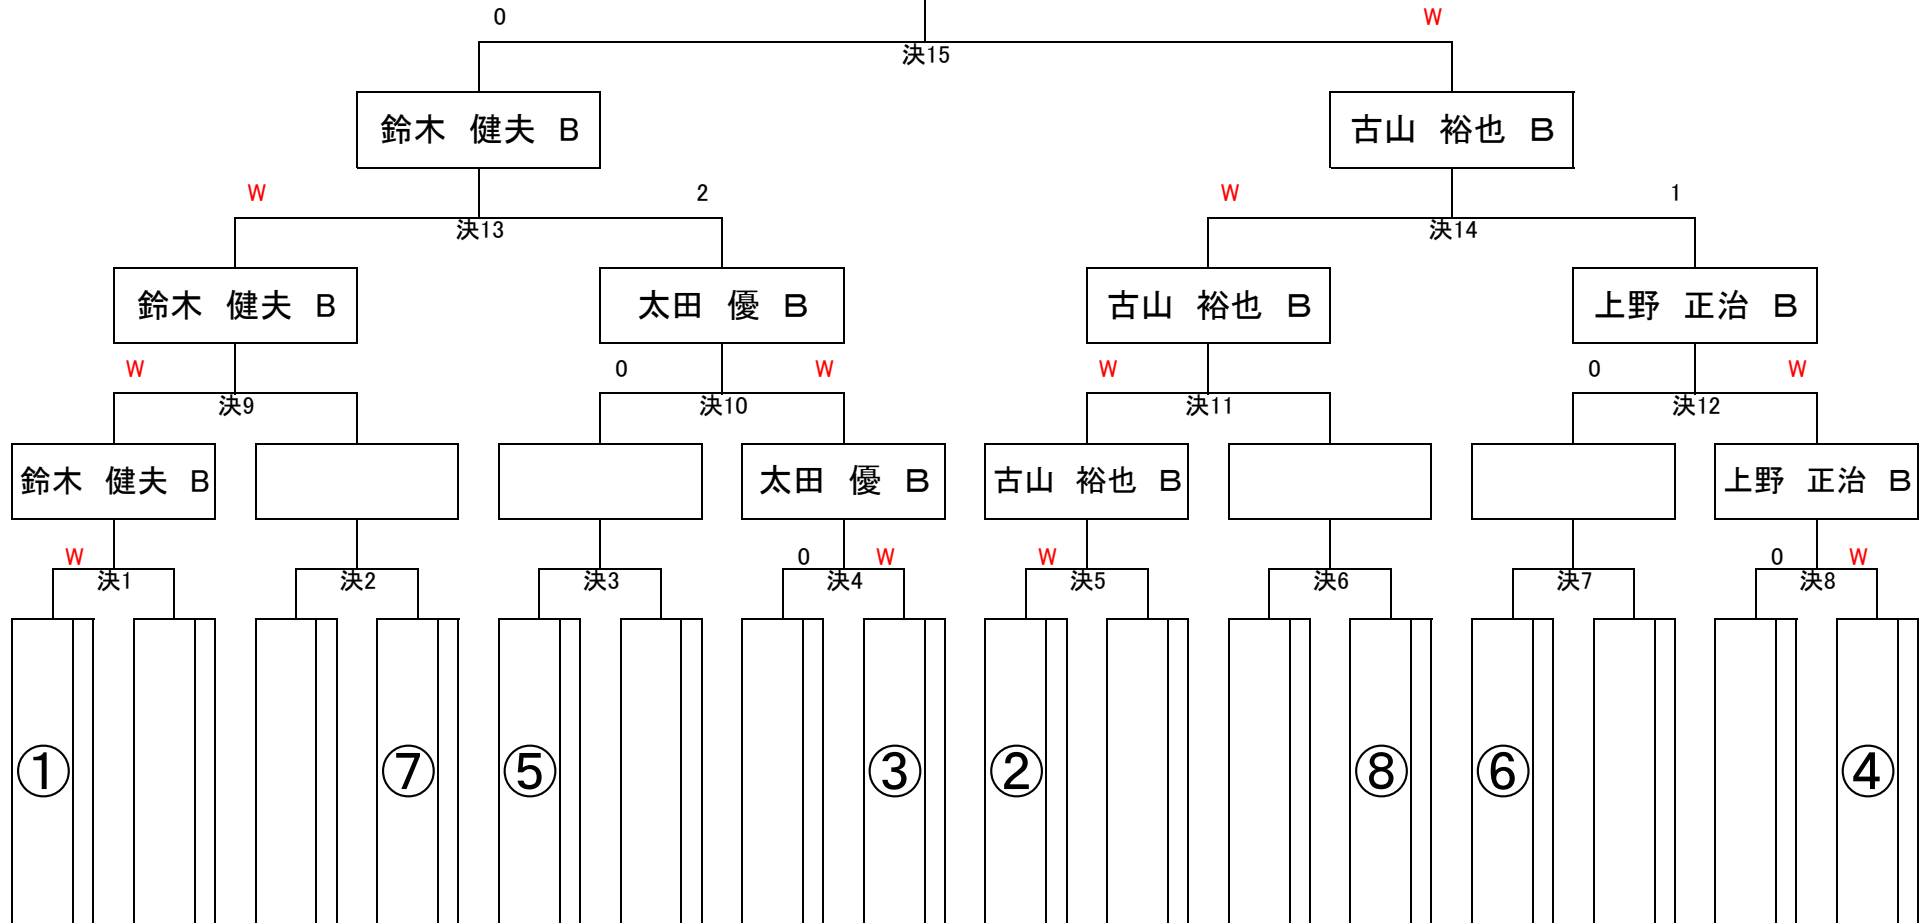 0 W
決15
鈴木 健夫 B 古山 裕也 B
W 2 W 1
決13 決14
鈴木 健夫 B 太田 優 B 古山 裕也 B 上野 正治 B
W 0 W W 0 W
決9 決10 決11 決12
鈴木 健夫 B 太田 優 B 古山 裕也 B 上野 正治 B
W 0 W W 0 W
決1 決2 決3 決4 決5 決6 決7 決8
① ⑦ ⑤ ③ ② ⑧ ⑥ ④